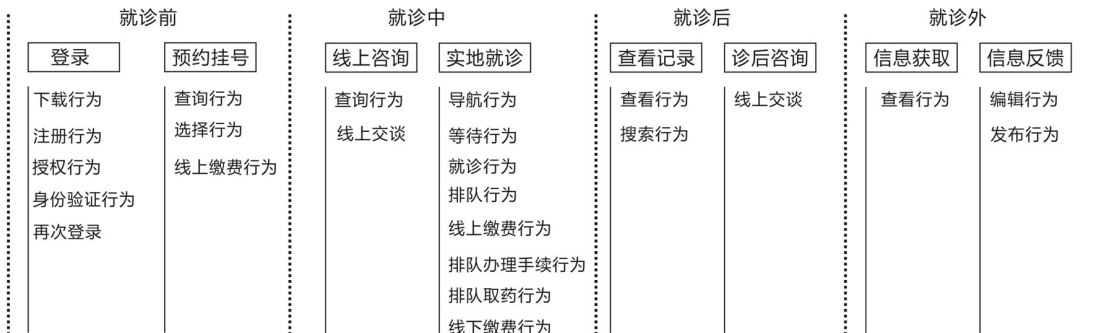 就诊前
登录
下载行为
注册行为
授权行为
身份验证行为
再次登录
预约挂号
查询行为
选择行为
线上缴费行为
就诊中
线上咨询
查询行为
线上交谈
实地就诊
导航行为
等待行为
就诊行为
排队行为
线上缴费行为
排队办理手续行为
排队取药行为
线下缴费行为
就诊后
查看记录
查看行为
搜索行为
诊后咨询
线上交谈
就诊外
信息获取
查看行为
信息反馈
编辑行为
发布行为